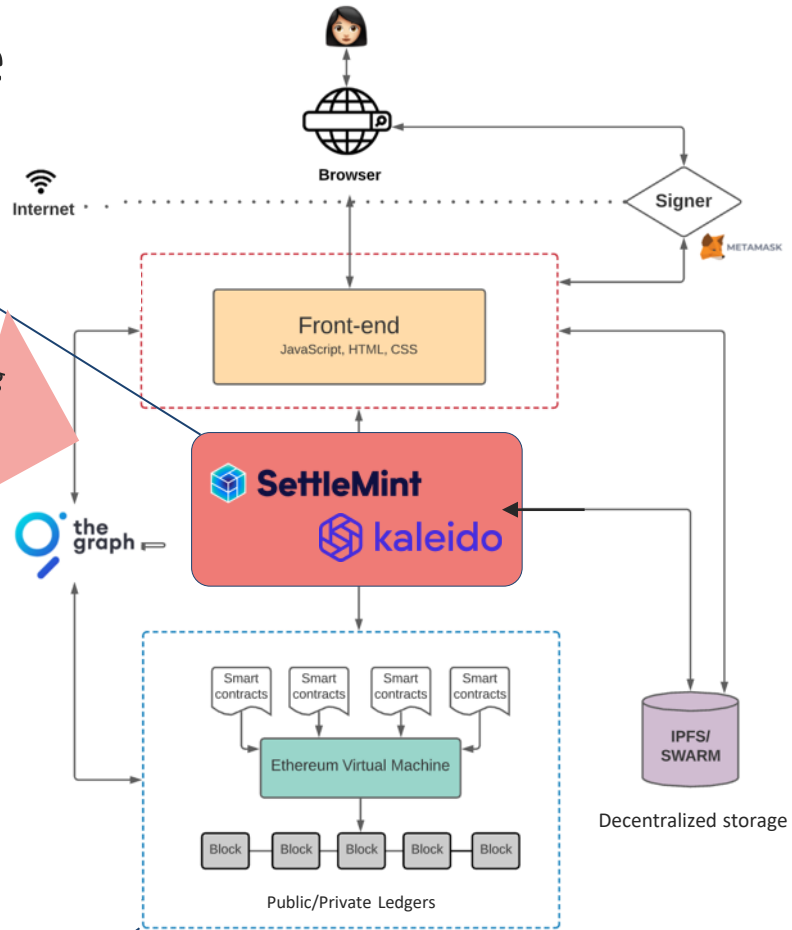 e
Browser
Internet
Signer
METAMASK
Front-end
JavaScript, HTML, CSS
g
SettleMint
kaleido
the
graph
Smart
contracts
Smart
contracts
Smart
contracts
Smart
contracts
Ethereum Virtual Machine
IPFS/
SWARM
Decentralized storage
Block
Block
Block
Block
Block
Public/Private Ledgers